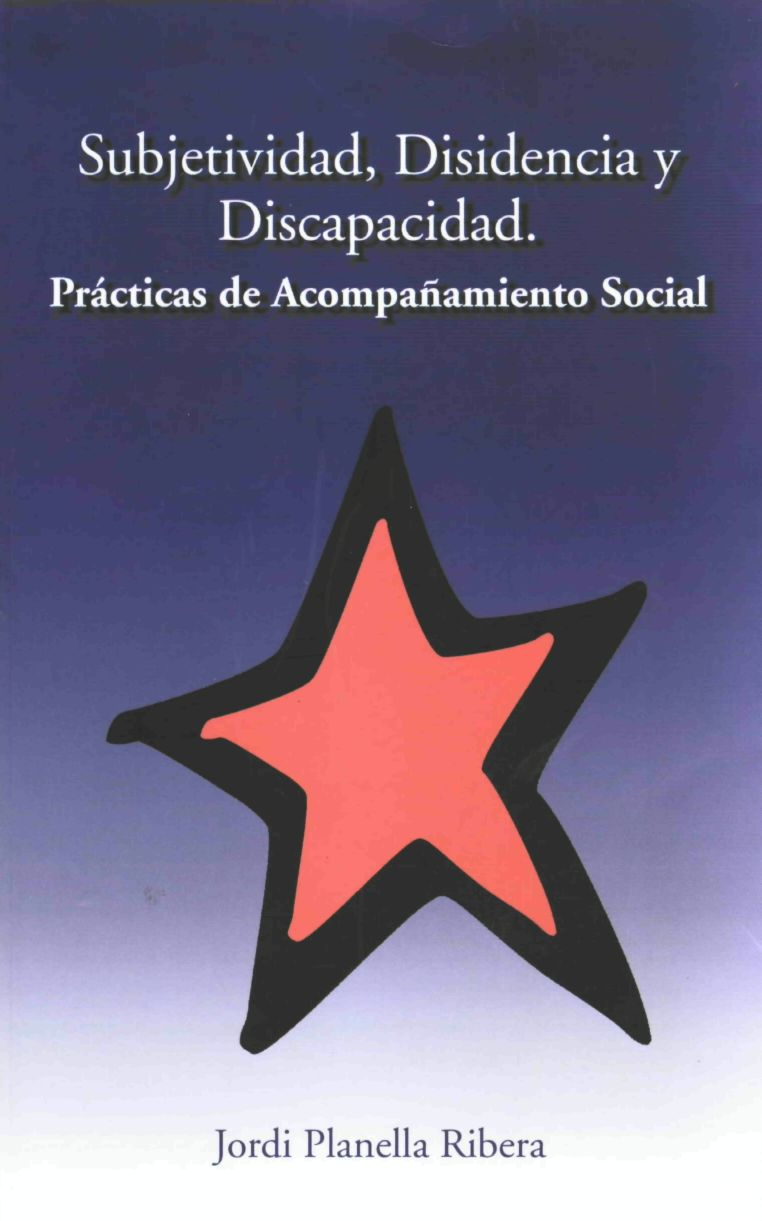 Subjetividad, Disidencia y
Discapacidad.
Prácticas de Acompañamiento Social
Jordi Planella Ribera